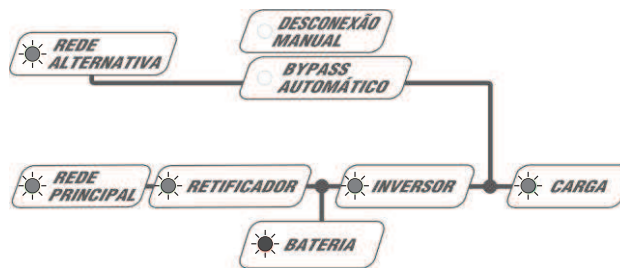 DESCONEXÃO
MANUAL
REDE
ALTERNATIVA
BYPASS
AUTOMÁTICO
REDE
PRINCIPAL
RETIFICADOR
INVERSOR
CARGA
BATERIA